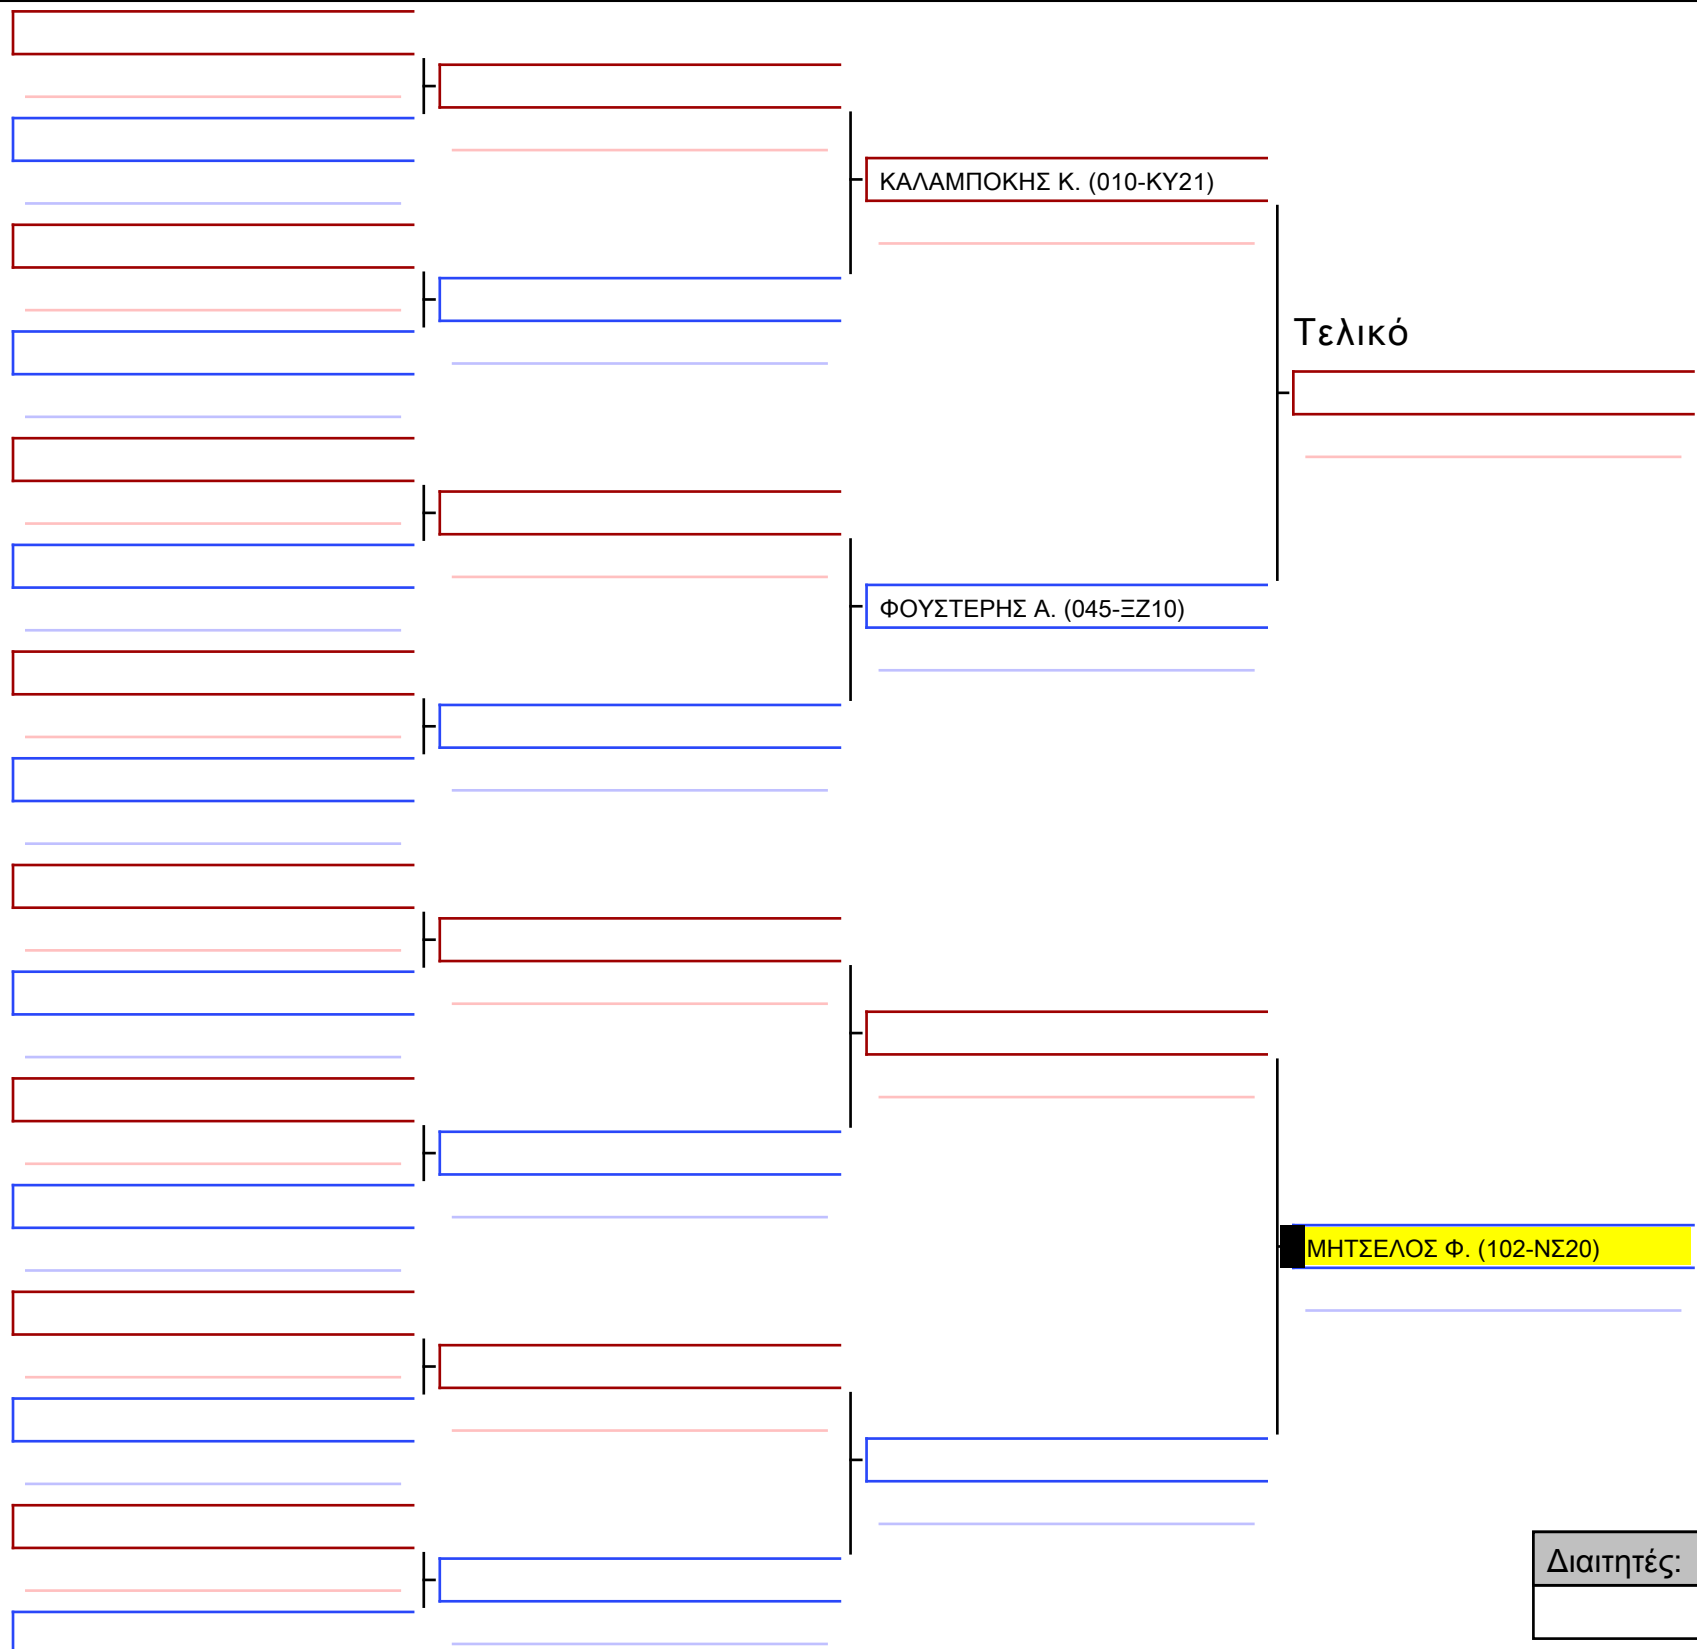 ΚΑΛΑΜΠΟΚΗΣ Κ. (010-ΚΥ21)
Τελικό
ΦΟΥΣΤΕΡΗΣ Α. (045-ΞΖ10)
ΜΗΤΣΕΛΟΣ Φ. (102-ΝΣ20)
Διαιτητές: